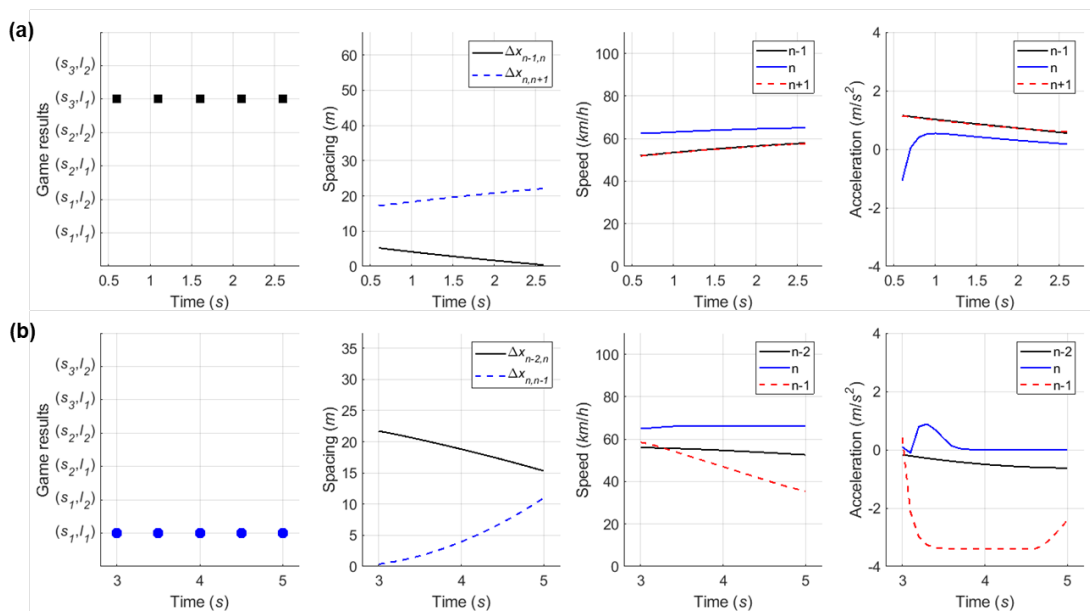 (a)
Game results
(s3,l2)
(s3,l1)
(s2,l2)
(s2,l1)
(s1,l2)
(s1,l1)
0.5 1 1.5 2 2.5
Time (s)
Spacing (m)
60
50
40
30
20
10
0
Δxn-1,n
Δxn,n+1
0.5 1 1.5 2 2.5
Time (s)
Speed (km/h)
100
80
60
40
20
0
n-1
n
n+1
0.5 1 1.5 2 2.5
Time (s)
Acceleration (m/s²)
4
2
0
-2
-4
n-1
n
n+1
0.5 1 1.5 2 2.5
Time (s)
(b)
Game results
(s3,l2)
(s3,l1)
(s2,l2)
(s2,l1)
(s1,l2)
(s1,l1)
3 4 5
Time (s)
Spacing (m)
35
30
25
20
15
10
5
0
Δxn-2,n
Δxn,n-1
3 4 5
Time (s)
Speed (km/h)
100
80
60
40
20
0
n-2
n
n-1
3 4 5
Time (s)
Acceleration (m/s²)
4
2
0
-2
-4
n-2
n
n-1
3 4 5
Time (s)